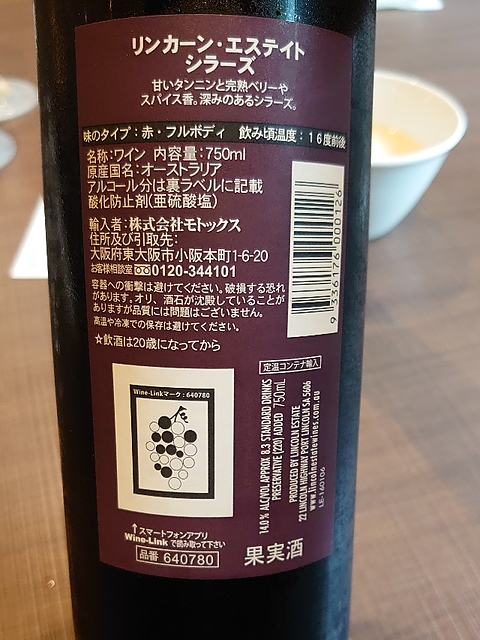 リンカーン・エステイト
シラーズ
甘いタンニンと完熟ベリーや
スパイス香。深みのあるシラーズ。
味のタイプ：赤・フルボディ 飲み頃温度：16度前後
名称：ワイン 内容量：750ml
原産国名：オーストラリア
アルコール分は裏ラベルに記載
酸化防止剤（亜硫酸塩）
輸入者：株式会社モトックス
住所及び引取先：
大阪府東大阪市小阪本町1-6-20
お客様相談室 0120-344101
容器への衝撃は避けてください。破損する恐れ
があります。オリ、酒石が沈殿していることが
ありますが品質には問題はございません。
高温や冷凍での保存は避けてください。
☆飲酒は20歳になってから
9 336176 000126
定温コンテナ輸入
Wine-Linkマーク：640780
↑スマートフォンアプリ
Wine-Link で読み取って下さい
品番 640780
果実酒
14.0% ALC/VOL APPROX 8.3 STANDARD DRINKS
PRESERVATIVE (220) ADDED 750mL
PRODUCED BY LINCOLN ESTATE
22 LINCOLN HIGHWAY PORT LINCOLN SA 5606
www.lincolnestatewines.com.au
LE-140106